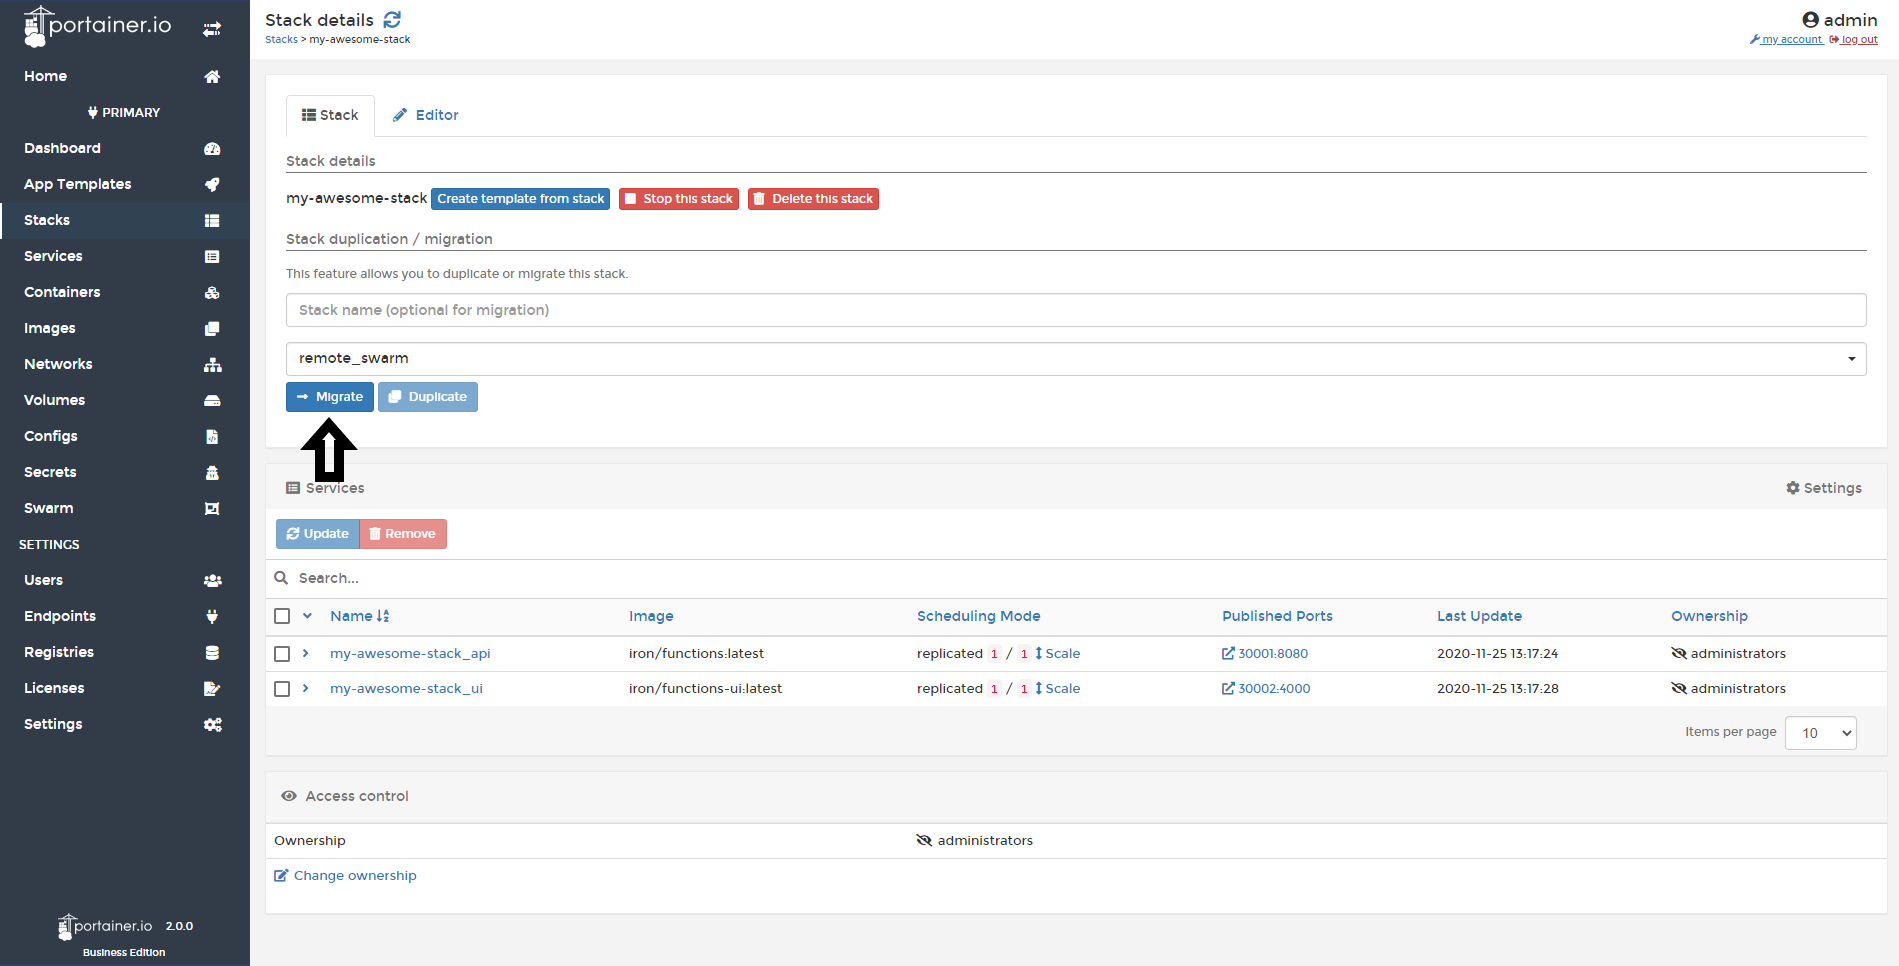 portainer.io
Home
PRIMARY
Dashboard
App Templates
Stacks
Services
Containers
Images
Networks
Volumes
Configs
Secrets
Swarm
SETTINGS
Users
Endpoints
Registries
Licenses
Settings
portainer.io 2.0.0
Business Edition
Stack details
Stacks > my-awesome-stack
admin
my account log out
Stack Editor
Stack details
my-awesome-stack Create template from stack Stop this stack Delete this stack
Stack duplication / migration
This feature allows you to duplicate or migrate this stack.
Stack name (optional for migration)
remote_swarm
Migrate Duplicate
Services Settings
Update Remove
Search...
Name Image Scheduling Mode Published Ports Last Update Ownership
my-awesome-stack_api iron/functions:latest replicated 1 / 1 Scale 30001:8080 2020-11-25 13:17:24 administrators
my-awesome-stack_ui iron/functions-ui:latest replicated 1 / 1 Scale 30002:4000 2020-11-25 13:17:28 administrators
Items per page 10
Access control
Ownership administrators
Change ownership